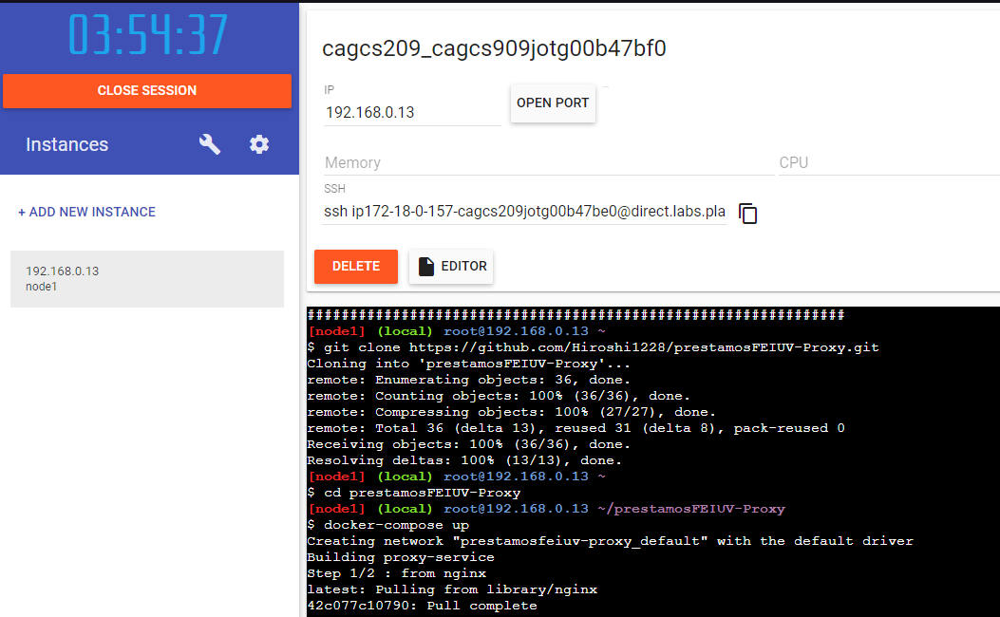 03:54:37
CLOSE SESSION
Instances
+ ADD NEW INSTANCE
192.168.0.13
node1
cagcs209_cagcs909jotg00b47bf0
IP
192.168.0.13
OPEN PORT
Memory
CPU
SSH
ssh ip172-18-0-157-cagcs209jotg00b47be0@direct.labs.pla
DELETE
EDITOR
###############################################################
[node1] (local) root@192.168.0.13 ~
$ git clone https://github.com/Hiroshi1228/prestamosFEIUV-Proxy.git
Cloning into 'prestamosFEIUV-Proxy'...
remote: Enumerating objects: 36, done.
remote: Counting objects: 100% (36/36), done.
remote: Compressing objects: 100% (27/27), done.
remote: Total 36 (delta 13), reused 31 (delta 8), pack-reused 0
Receiving objects: 100% (36/36), done.
Resolving deltas: 100% (13/13), done.
[node1] (local) root@192.168.0.13 ~
$ cd prestamosFEIUV-Proxy
[node1] (local) root@192.168.0.13 ~/prestamosFEIUV-Proxy
$ docker-compose up
Creating network "prestamosfeiuv-proxy_default" with the default driver
Building proxy-service
Step 1/2 : from nginx
latest: Pulling from library/nginx
42c077c10790: Pull complete